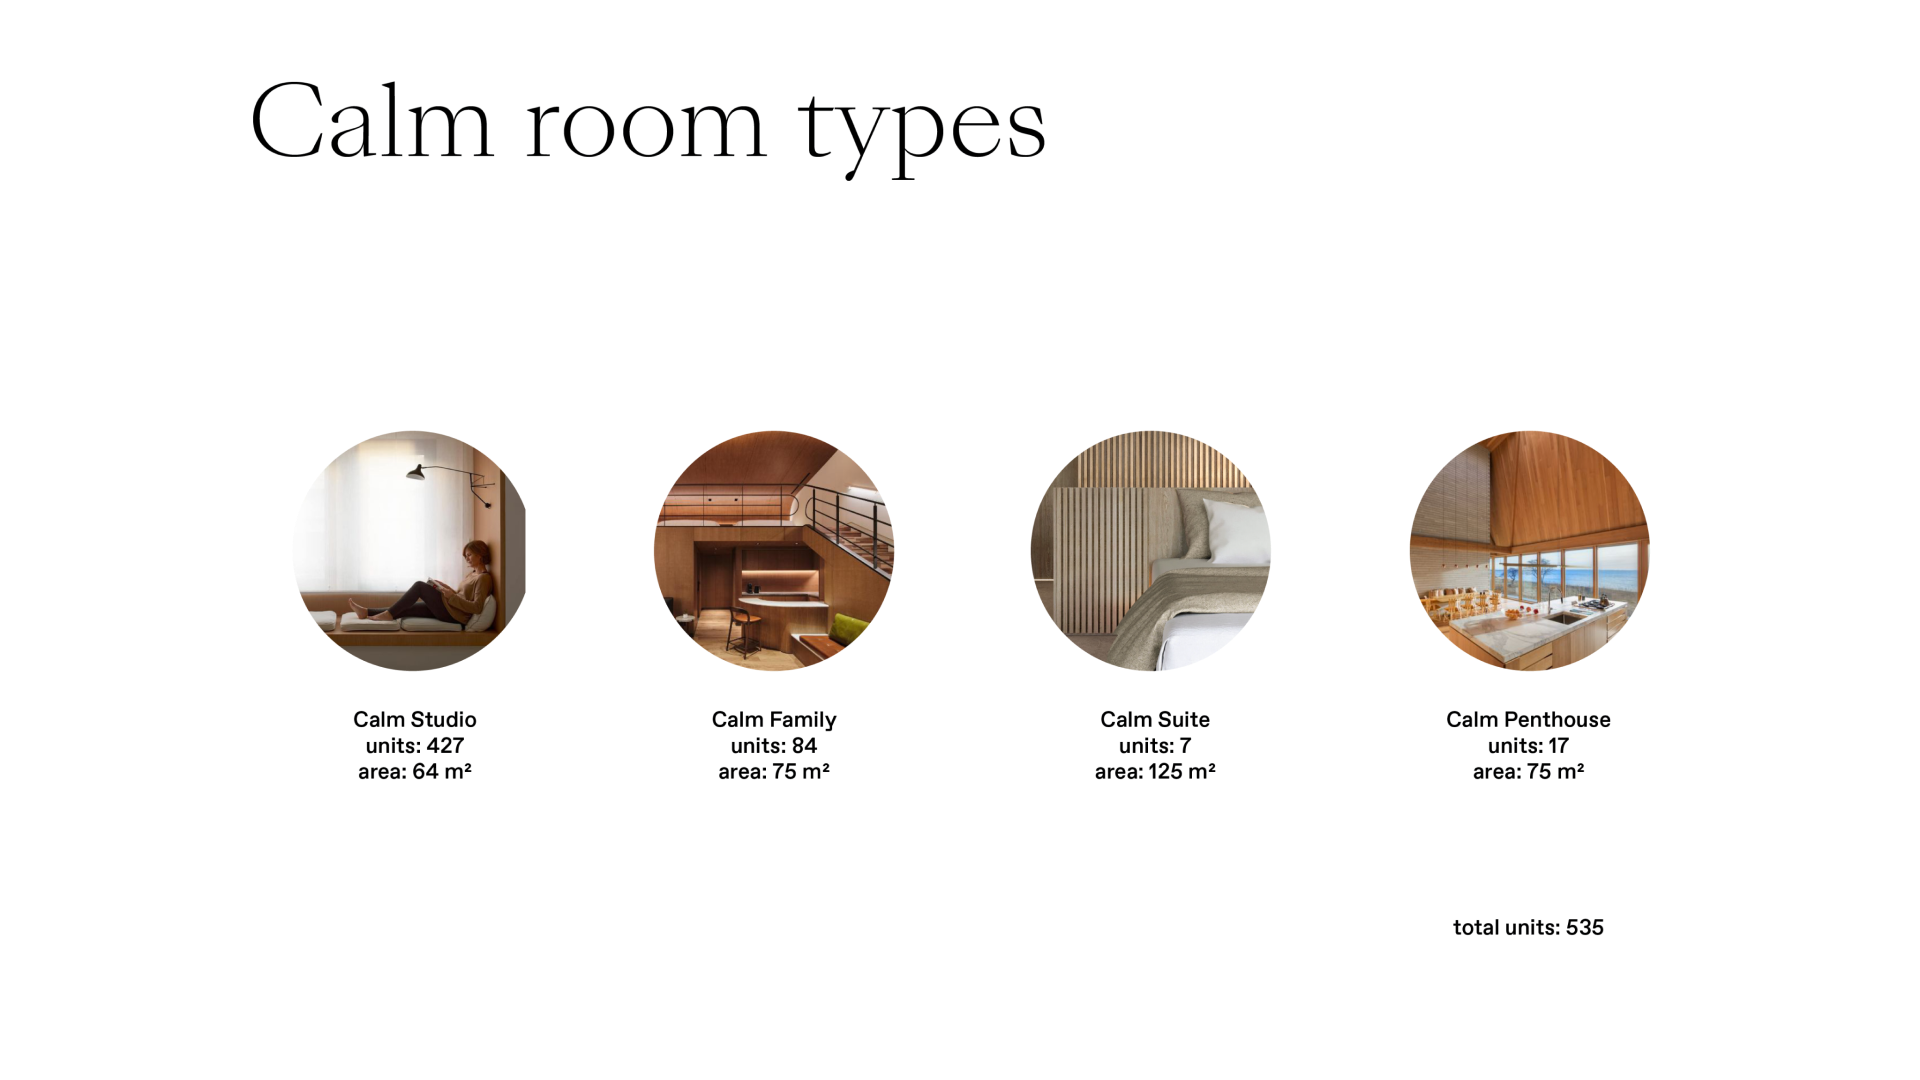 Calm room types
Calm Studio
units: 427
area: 64 m²
Calm Family
units: 84
area: 75 m²
Calm Suite
units: 7
area: 125 m²
Calm Penthouse
units: 17
area: 75 m²
total units: 535